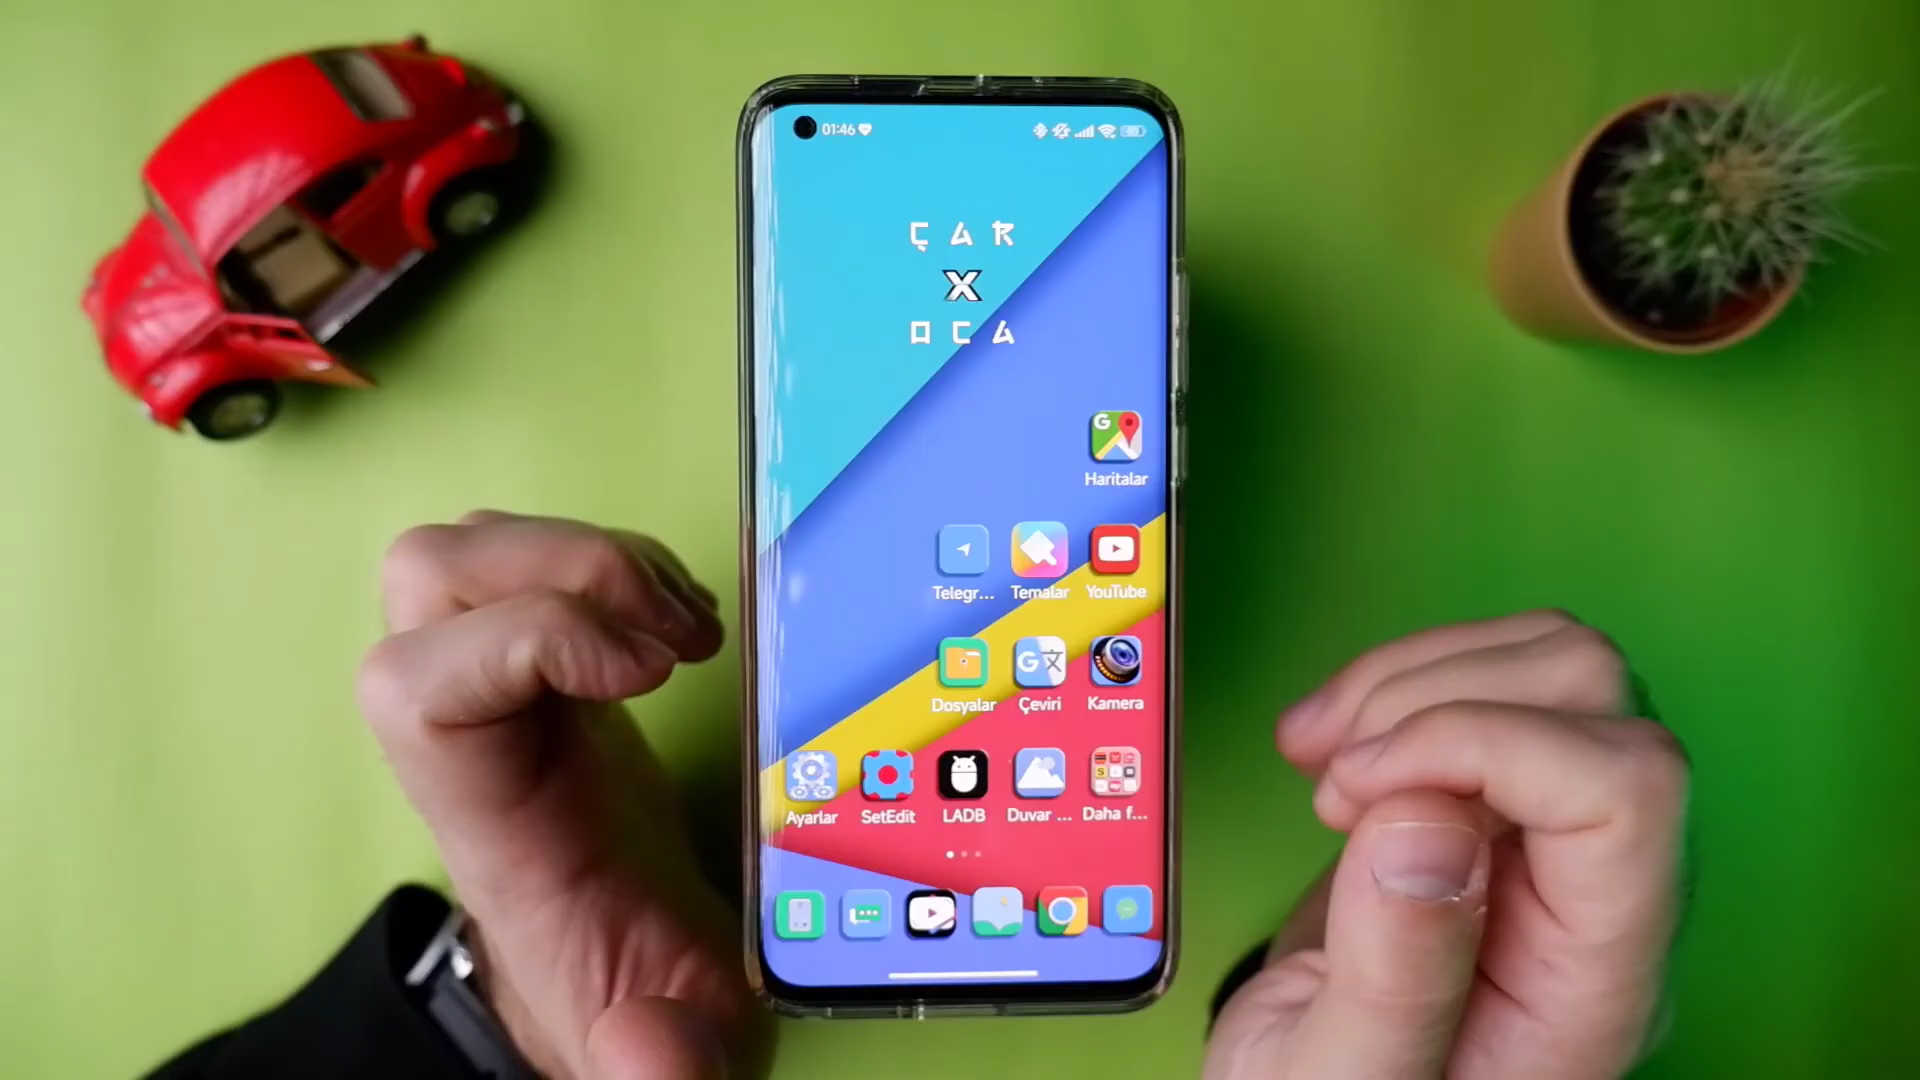 01:46
Ç A R
X
O C A
Haritalar
Telegr...
Temalar
YouTube
Dosyalar
Çeviri
Kamera
Ayarlar
SetEdit
LADB
Duvar ...
Daha f...